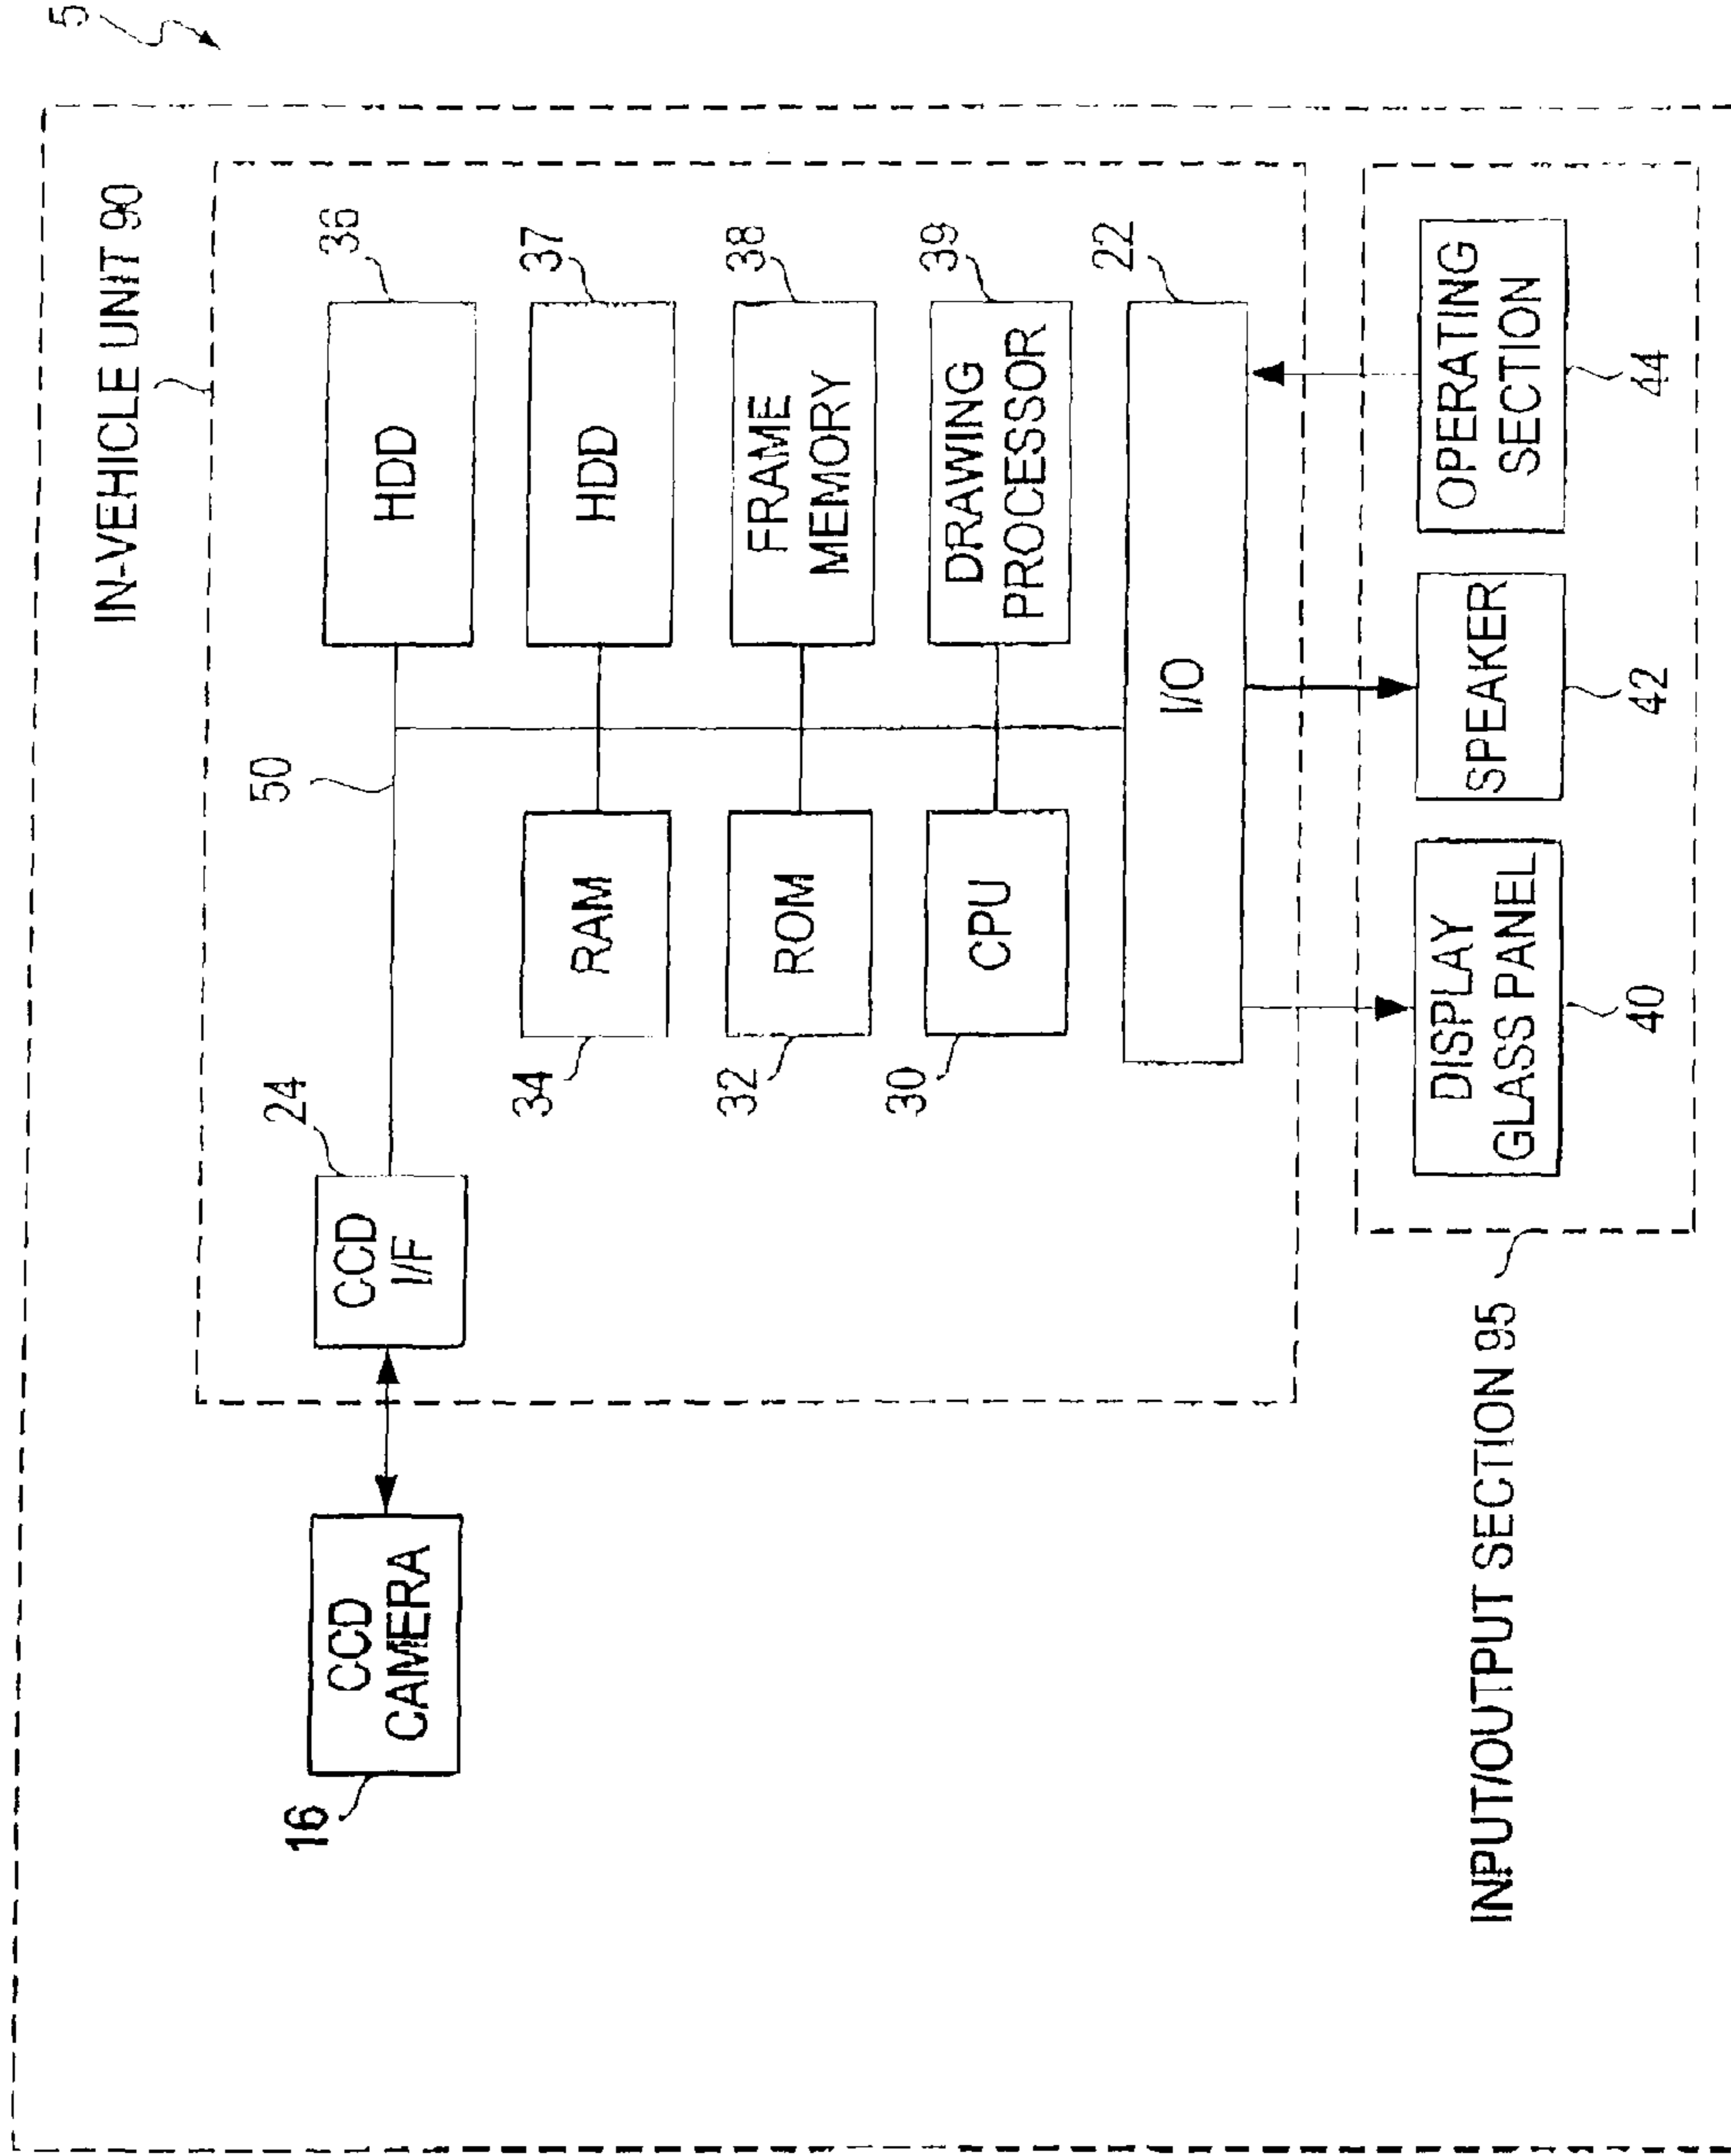 5
IN-VEHICLE UNIT 90
50
24
16
CCD
CAMERA
CCD
I/F
HDD
36
34
RAM
HDD
37
32
ROM
FRAME
MEMORY
38
30
CPU
DRAWING
PROCESSOR
39
I/O
22
INPUT/OUTPUT SECTION 95
DISPLAY
GLASS PANEL
40
SPEAKER
42
OPERATING
SECTION
44